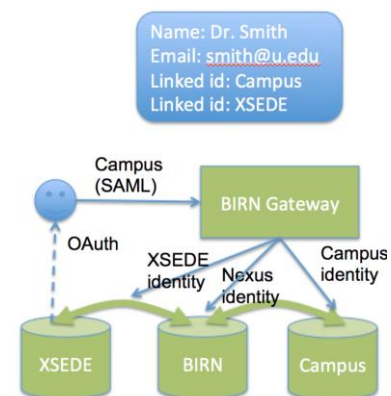 Name: Dr. Smith
Email: smith@u.edu
Linked id: Campus
Linked id: XSEDE
Campus
(SAML)
BIRN Gateway
OAuth
XSEDE
identity
Nexus
identity
Campus
identity
XSEDE
BIRN
Campus